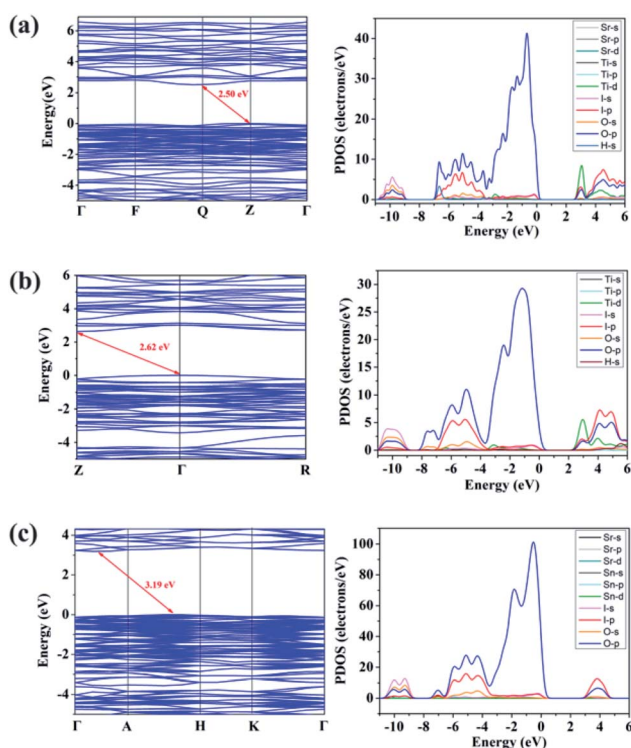 (a)
Energy(eV)
6
4
2
0
-2
-4
2.50 eV
Γ F Q Z Γ
PDOS (electrons/eV)
40
30
20
10
0
Sr-s
Sr-p
Sr-d
Ti-s
Ti-p
Ti-d
I-s
I-p
O-s
O-p
H-s
-10 -8 -6 -4 -2 0 2 4 6
Energy (eV)
(b)
Energy (eV)
6
4
2
0
-2
-4
2.62 eV
Z Γ R
PDOS (electrons/eV)
30
25
20
15
10
5
0
Ti-s
Ti-p
Ti-d
I-s
I-p
O-s
O-p
H-s
-10 -8 -6 -4 -2 0 2 4 6
Energy (eV)
(c)
Energy (eV)
4
2
0
-2
-4
3.19 eV
Γ A H K Γ
PDOS (electrons/eV)
100
80
60
40
20
0
Sr-s
Sr-p
Sr-d
Sn-s
Sn-p
Sn-d
I-s
I-p
O-s
O-p
-10 -8 -6 -4 -2 0 2 4 6
Energy (eV)